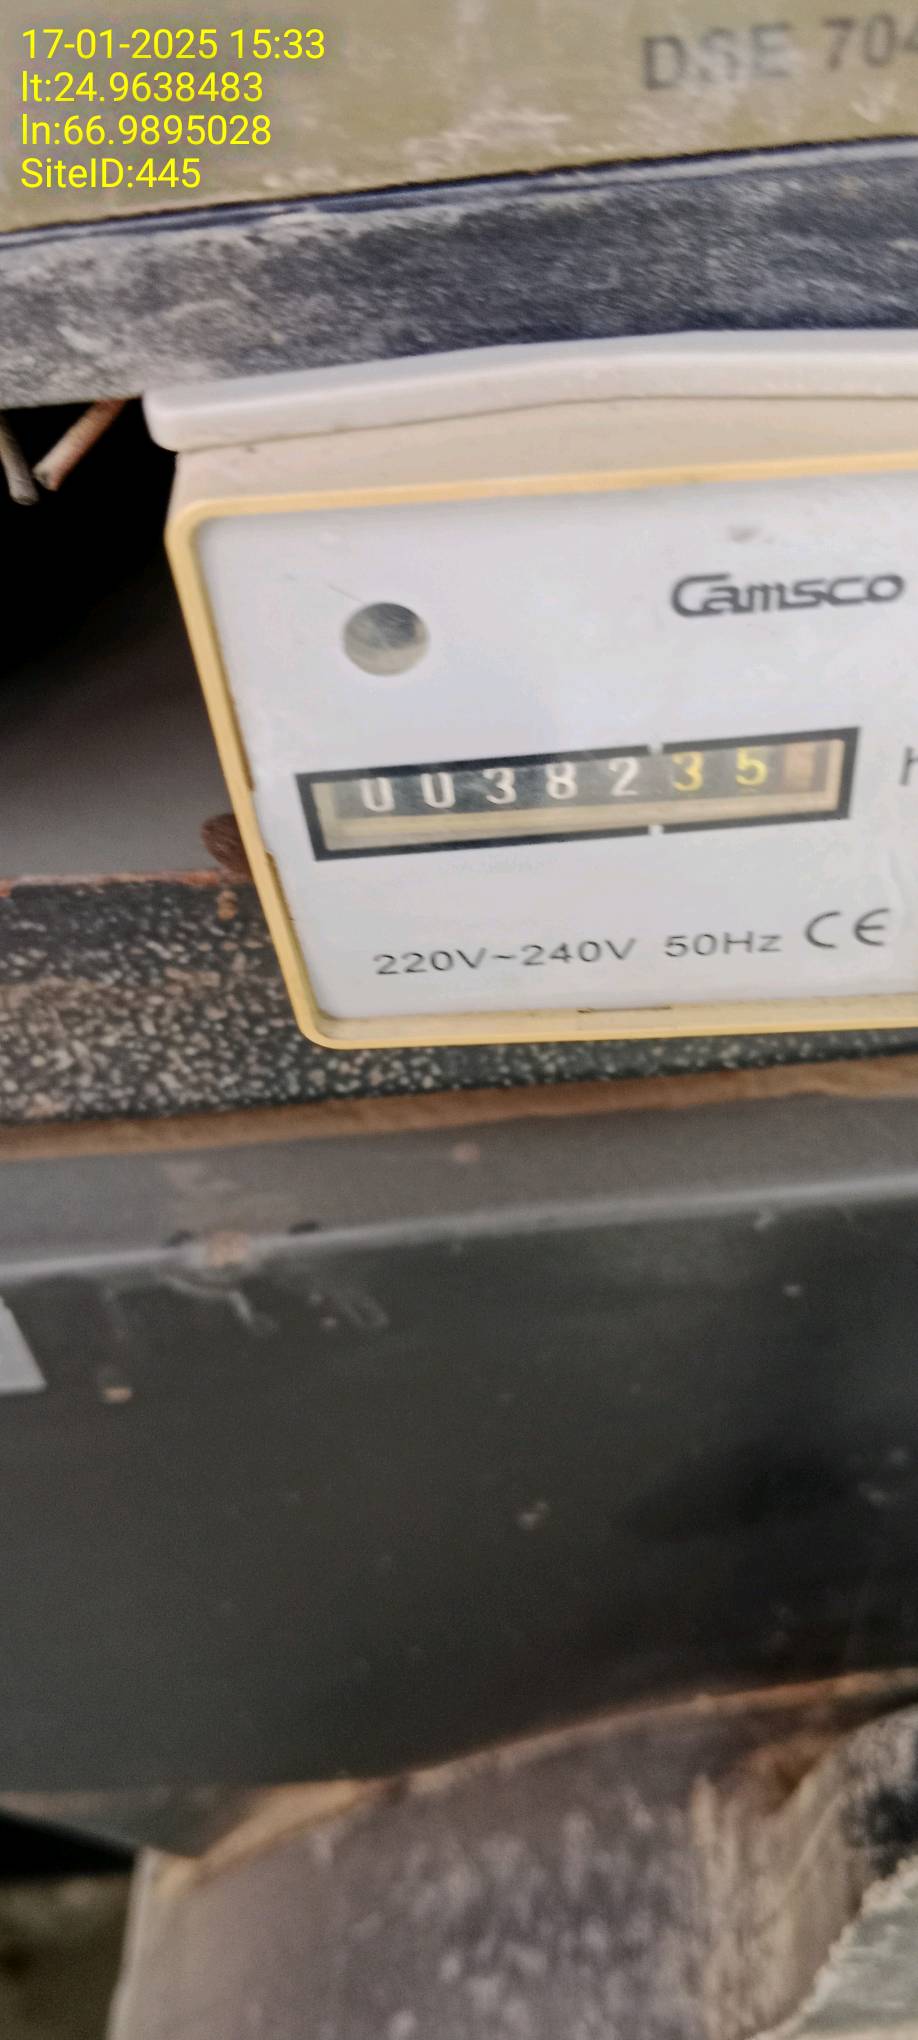 17-01-2025 15:33
lt:24.9638483
ln:66.9895028
SiteID:445
DSE 704
Camsco
0038235
220V~240V 50Hz CE